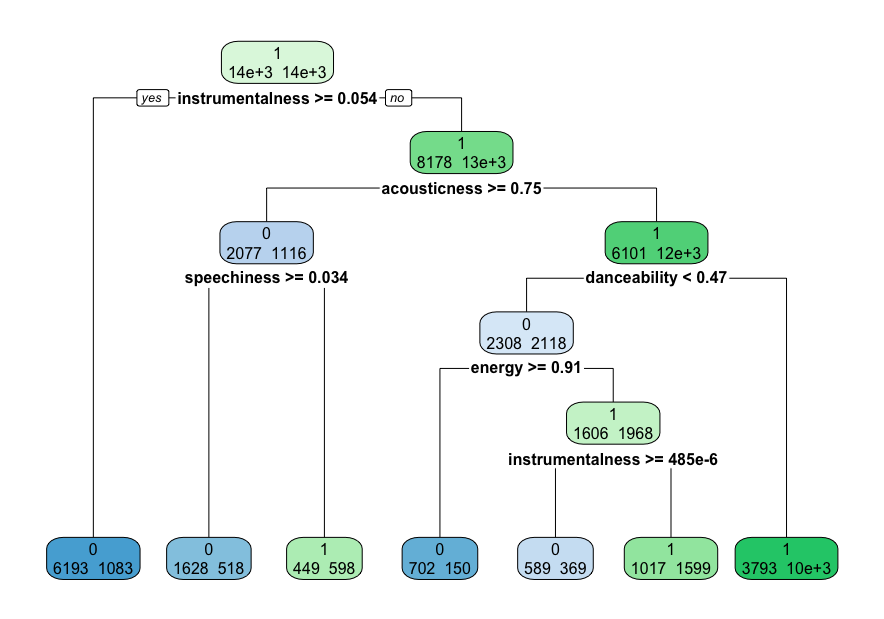 1
14e+3 14e+3
yes instrumentalness >= 0.054 no
1
8178 13e+3
acousticness >= 0.75
0
2077 1116
1
6101 12e+3
speechiness >= 0.034
danceability < 0.47
0
2308 2118
energy >= 0.91
1
1606 1968
instrumentalness >= 485e-6
0
6193 1083
0
1628 518
1
449 598
0
702 150
0
589 369
1
1017 1599
1
3793 10e+3